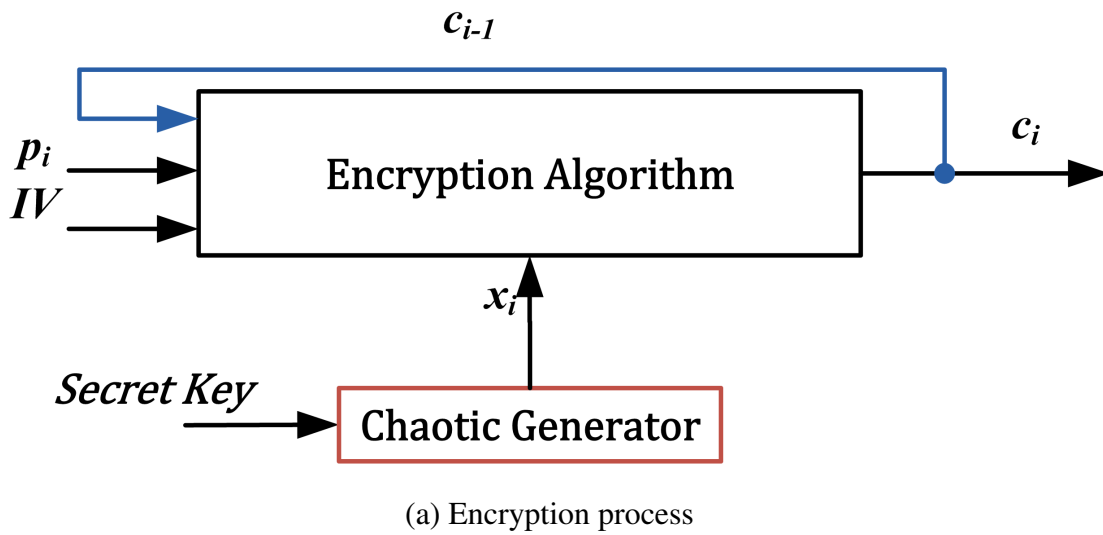 c_{i-1}
p_i
IV
Encryption Algorithm
c_i
x_i
Secret Key
Chaotic Generator
(a) Encryption process